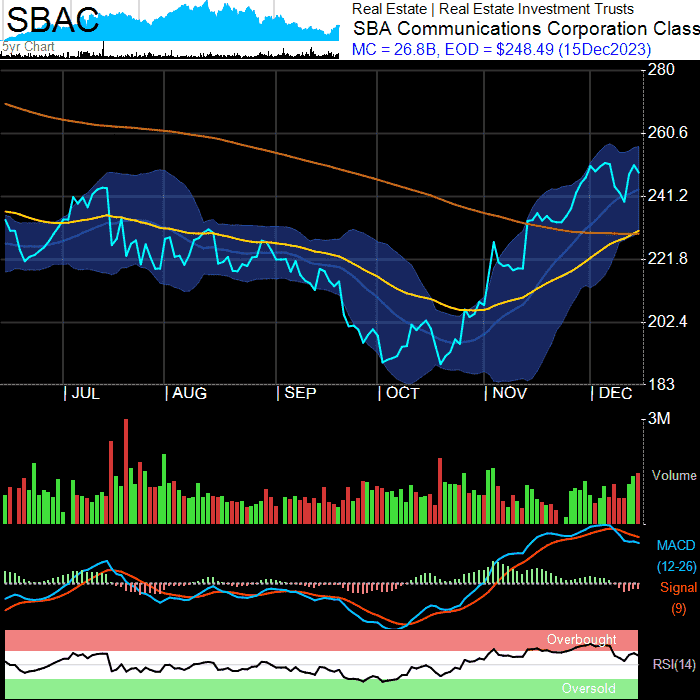 SBAC
5yr Chart
Real Estate | Real Estate Investment Trusts
SBA Communications Corporation Class
MC = 26.8B, EOD = $248.49 (15Dec2023)
280
260.6
241.2
221.8
202.4
183
| JUL | AUG | SEP | OCT | NOV | DEC
3M
Volume
MACD
(12-26)
Signal
(9)
Overbought
RSI(14)
Oversold